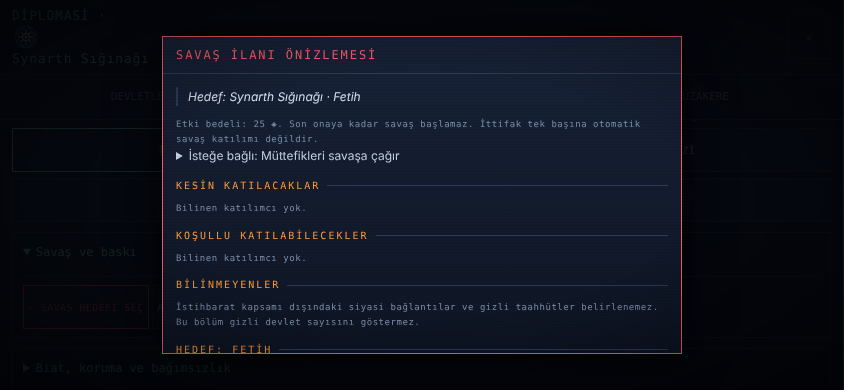 DİPLOMASİ ·
Synarth Sığınağı
SAVAŞ İLANI ÖNİZLEMESİ
Hedef: Synarth Sığınağı · Fetih
Etki bedeli: 25 ◈. Son onaya kadar savaş başlamaz. İttifak tek başına otomatik
savaş katılımı değildir.
▶ İsteğe bağlı: Müttefikleri savaşa çağır
KESİN KATILACAKLAR
Bilinen katılımcı yok.
KOŞULLU KATILABİLECEKLER
Bilinen katılımcı yok.
BİLİNMEYENLER
İstihbarat kapsamı dışındaki siyasi bağlantılar ve gizli taahhütler belirlenemez.
Bu bölüm gizli devlet sayısını göstermez.
HEDEF: FETİH
▼ Savaş ve baskı
SAVAŞ HEDEFİ SEÇ
▶ Biat, koruma ve bağımsızlık